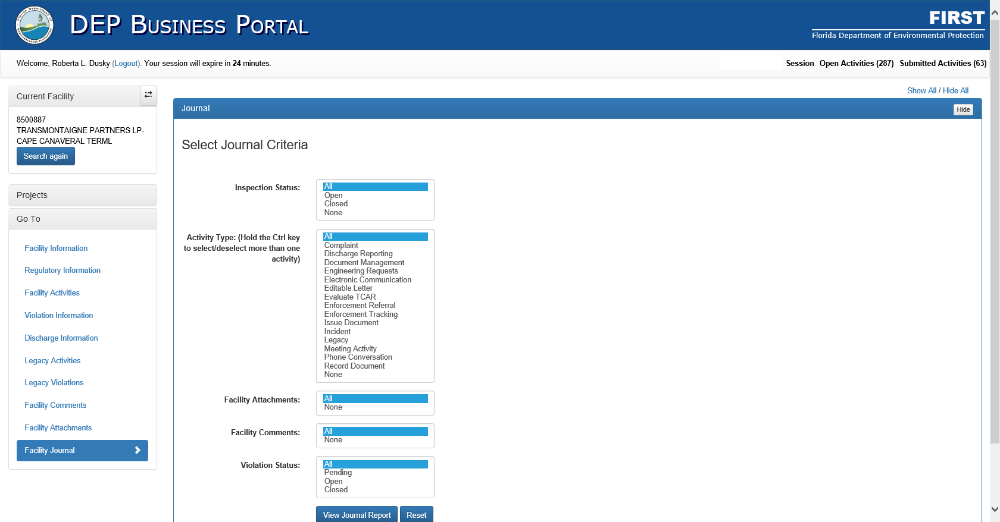 DEP BUSINESS PORTAL
FIRST
Florida Department of Environmental Protection
Welcome, Roberta L. Dusky (Logout). Your session will expire in 24 minutes.
Session Open Activities (287) Submitted Activities (63)
Show All / Hide All
Current Facility
8500887
TRANSMONTAIGNE PARTNERS LP-
CAPE CANAVERAL TERML
Search again
Projects
Go To
Facility Information
Regulatory Information
Facility Activities
Violation Information
Discharge Information
Legacy Activities
Legacy Violations
Facility Comments
Facility Attachments
Facility Journal
Journal
Hide
Select Journal Criteria
Inspection Status:
All
Open
Closed
None
Activity Type: (Hold the Ctrl key
to select/deselect more than one
activity)
All
Complaint
Discharge Reporting
Document Management
Engineering Requests
Electronic Communication
Editable Letter
Evaluate TCAR
Enforcement Referral
Enforcement Tracking
Issue Document
Incident
Legacy
Meeting Activity
Phone Conversation
Record Document
None
Facility Attachments:
All
None
Facility Comments:
All
None
Violation Status:
All
Pending
Open
Closed
View Journal Report
Reset